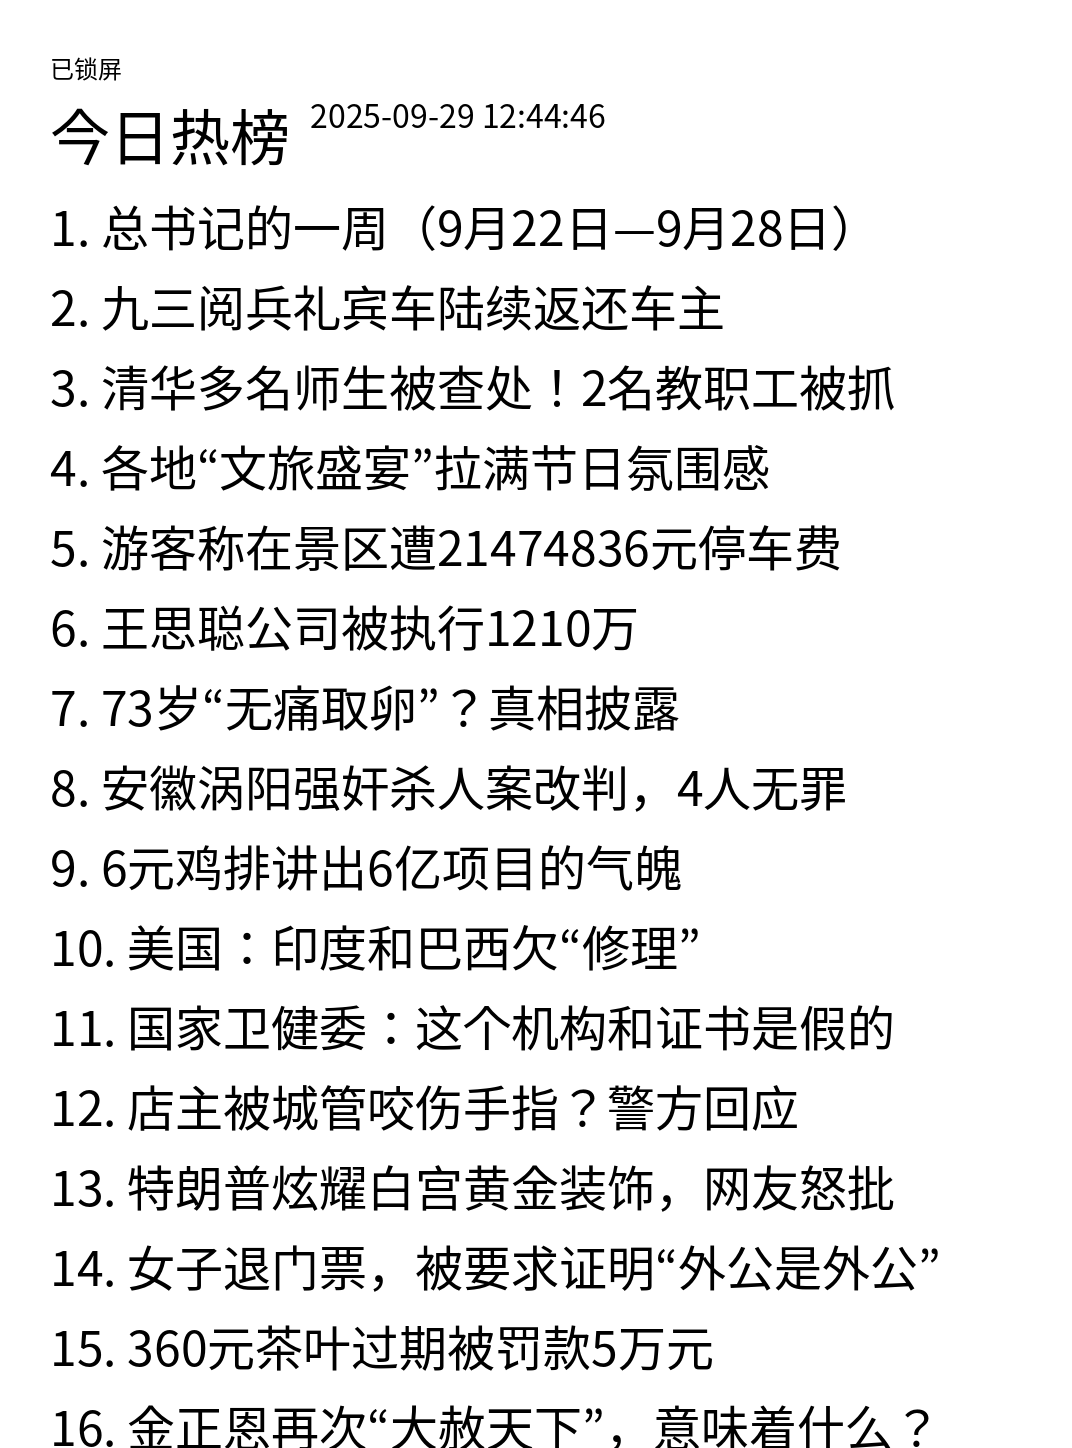 已锁屏
今日热榜 2025-09-29 12:44:46
1. 总书记的一周（9月22日—9月28日）
2. 九三阅兵礼宾车陆续返还车主
3. 清华多名师生被查处！2名教职工被抓
4. 各地“文旅盛宴”拉满节日氛围感
5. 游客称在景区遭21474836元停车费
6. 王思聪公司被执行1210万
7. 73岁“无痛取卵”？真相披露
8. 安徽涡阳强奸杀人案改判，4人无罪
9. 6元鸡排讲出6亿项目的气魄
10. 美国：印度和巴西欠“修理”
11. 国家卫健委：这个机构和证书是假的
12. 店主被城管咬伤手指？警方回应
13. 特朗普炫耀白宫黄金装饰，网友怒批
14. 女子退门票，被要求证明“外公是外公”
15. 360元茶叶过期被罚款5万元
16. 金正恩再次“大赦天下”，意味着什么？